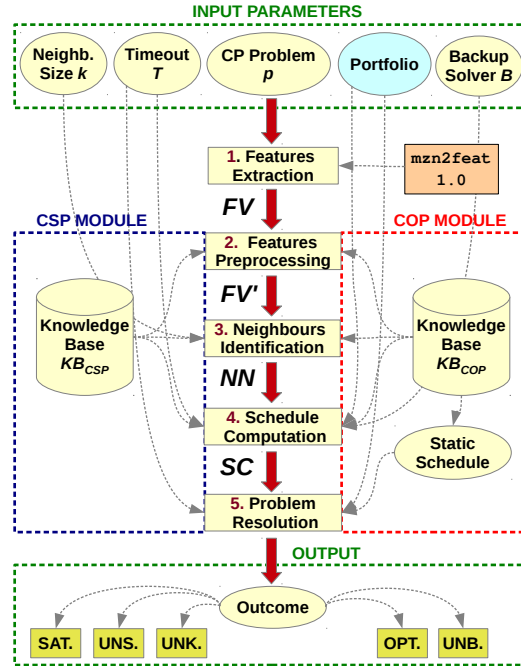 INPUT PARAMETERS
Neighb.
Size k
Timeout
T
CP Problem
p
Portfolio
Backup
Solver B
1. Features
Extraction
mzn2feat
1.0
FV
CSP MODULE
COP MODULE
2. Features
Preprocessing
FV'
Knowledge
Base
KBCSP
3. Neighbours
Identification
Knowledge
Base
KBCOP
NN
4. Schedule
Computation
Static
Schedule
SC
5. Problem
Resolution
OUTPUT
Outcome
SAT.
UNS.
UNK.
OPT.
UNB.